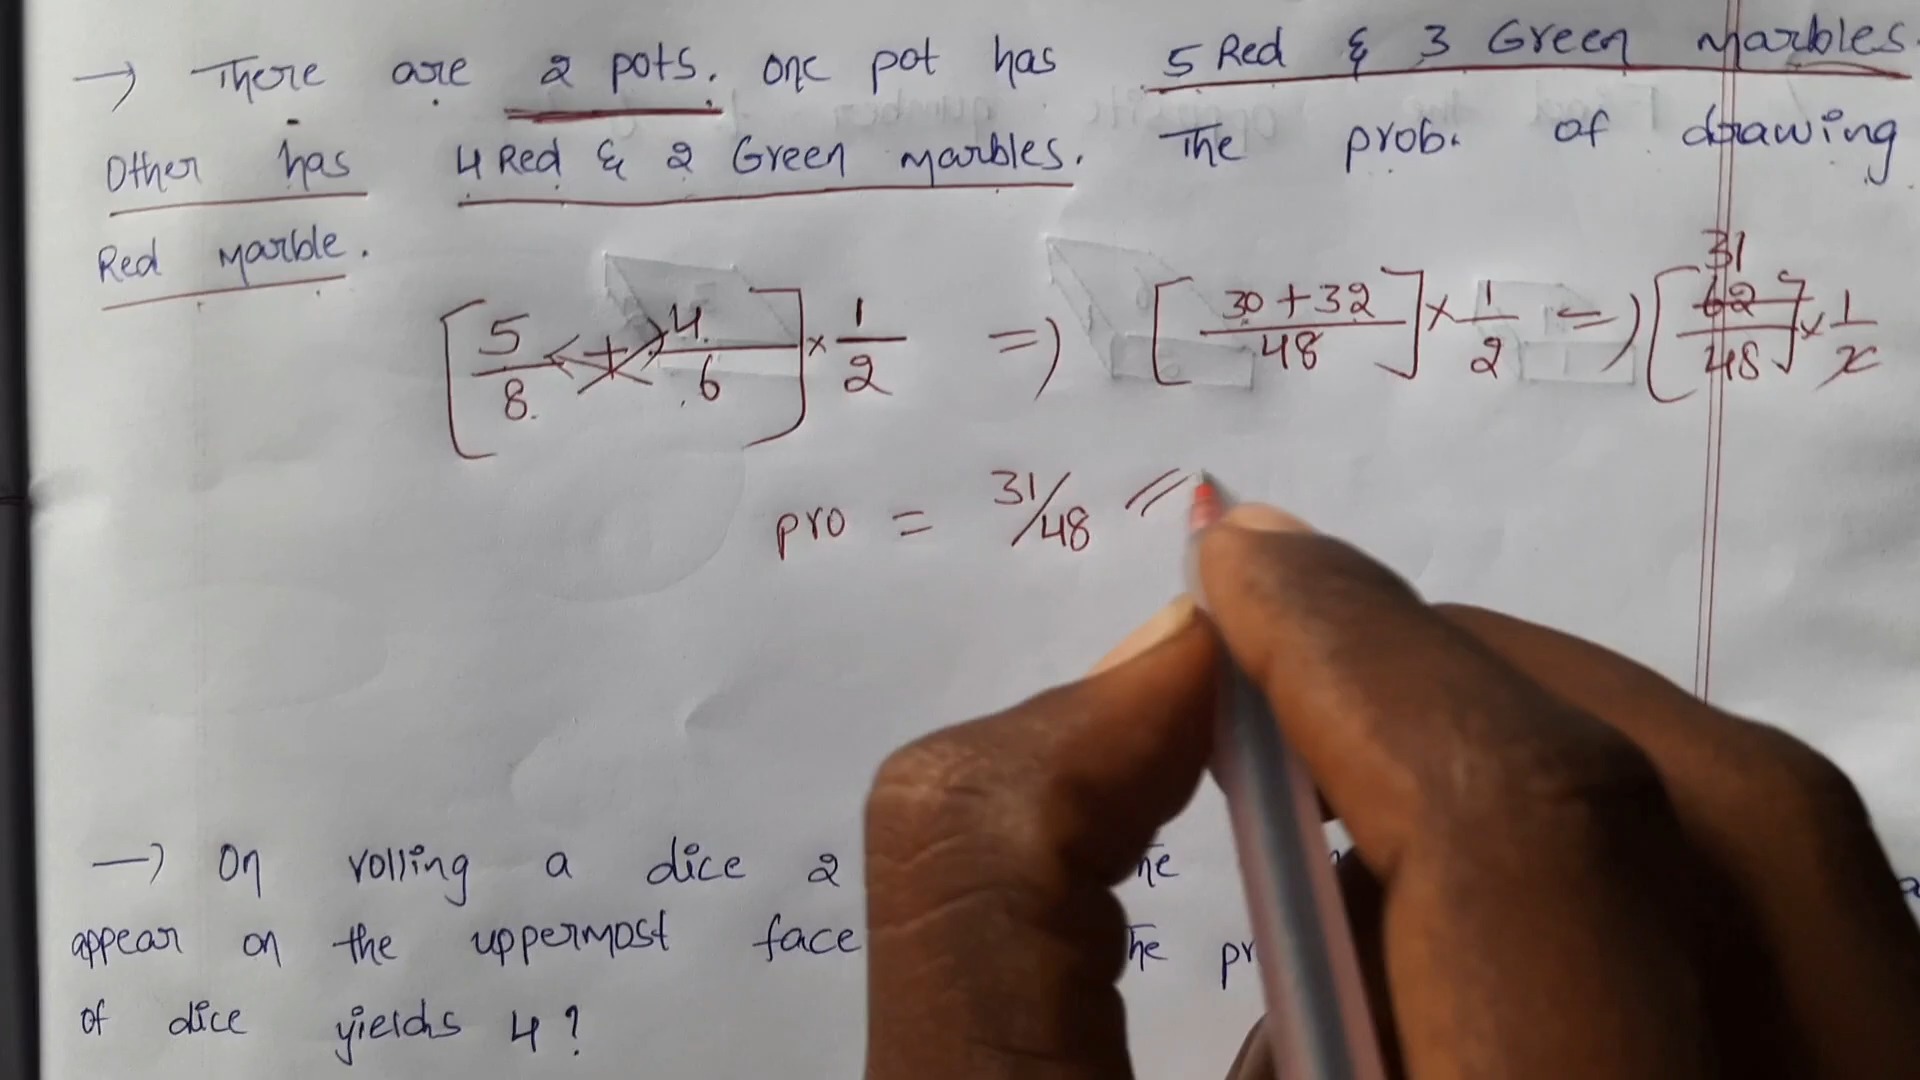 → There are 2 pots. one pot has 5 Red & 3 Green Marbles.
Other has 4 Red & 2 Green marbles. The prob. of drawing
Red marble.
[5/8 + 4/6] × 1/2 => [30+32/48] × 1/2 => [62/48] × 1/2
31
pro = 31/48
→ On rolling a dice 2
appear on the uppermost face
of dice yields 4?